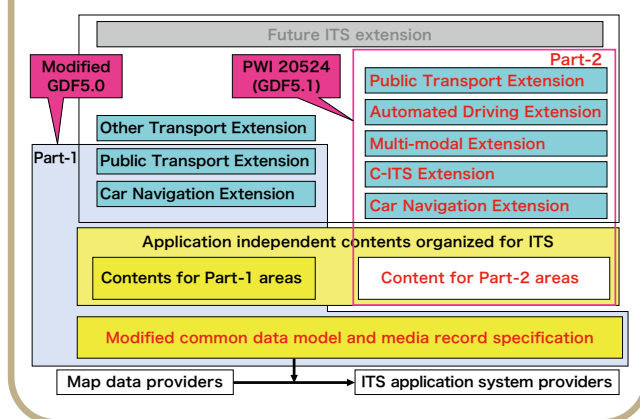 Future ITS extension
Modified
GDF5.0
PWI 20524
(GDF5.1)
Part-2
Public Transport Extension
Automated Driving Extension
Multi-modal Extension
C-ITS Extension
Car Navigation Extension
Other Transport Extension
Part-1
Public Transport Extension
Car Navigation Extension
Application independent contents organized for ITS
Contents for Part-1 areas
Content for Part-2 areas
Modified common data model and media record specification
Map data providers
ITS application system providers